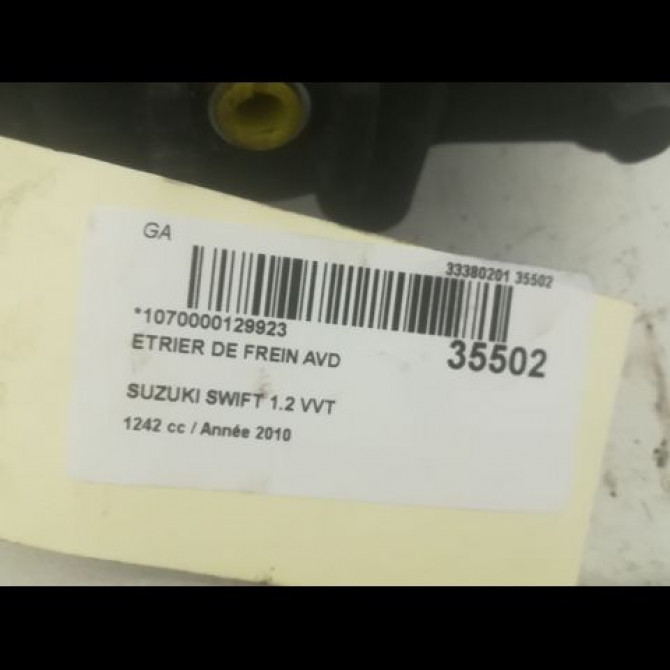 GA
33380201 35502
*1070000129923
35502
ETRIER DE FREIN AVD
SUZUKI SWIFT 1.2 VVT
1242 cc / Année 2010